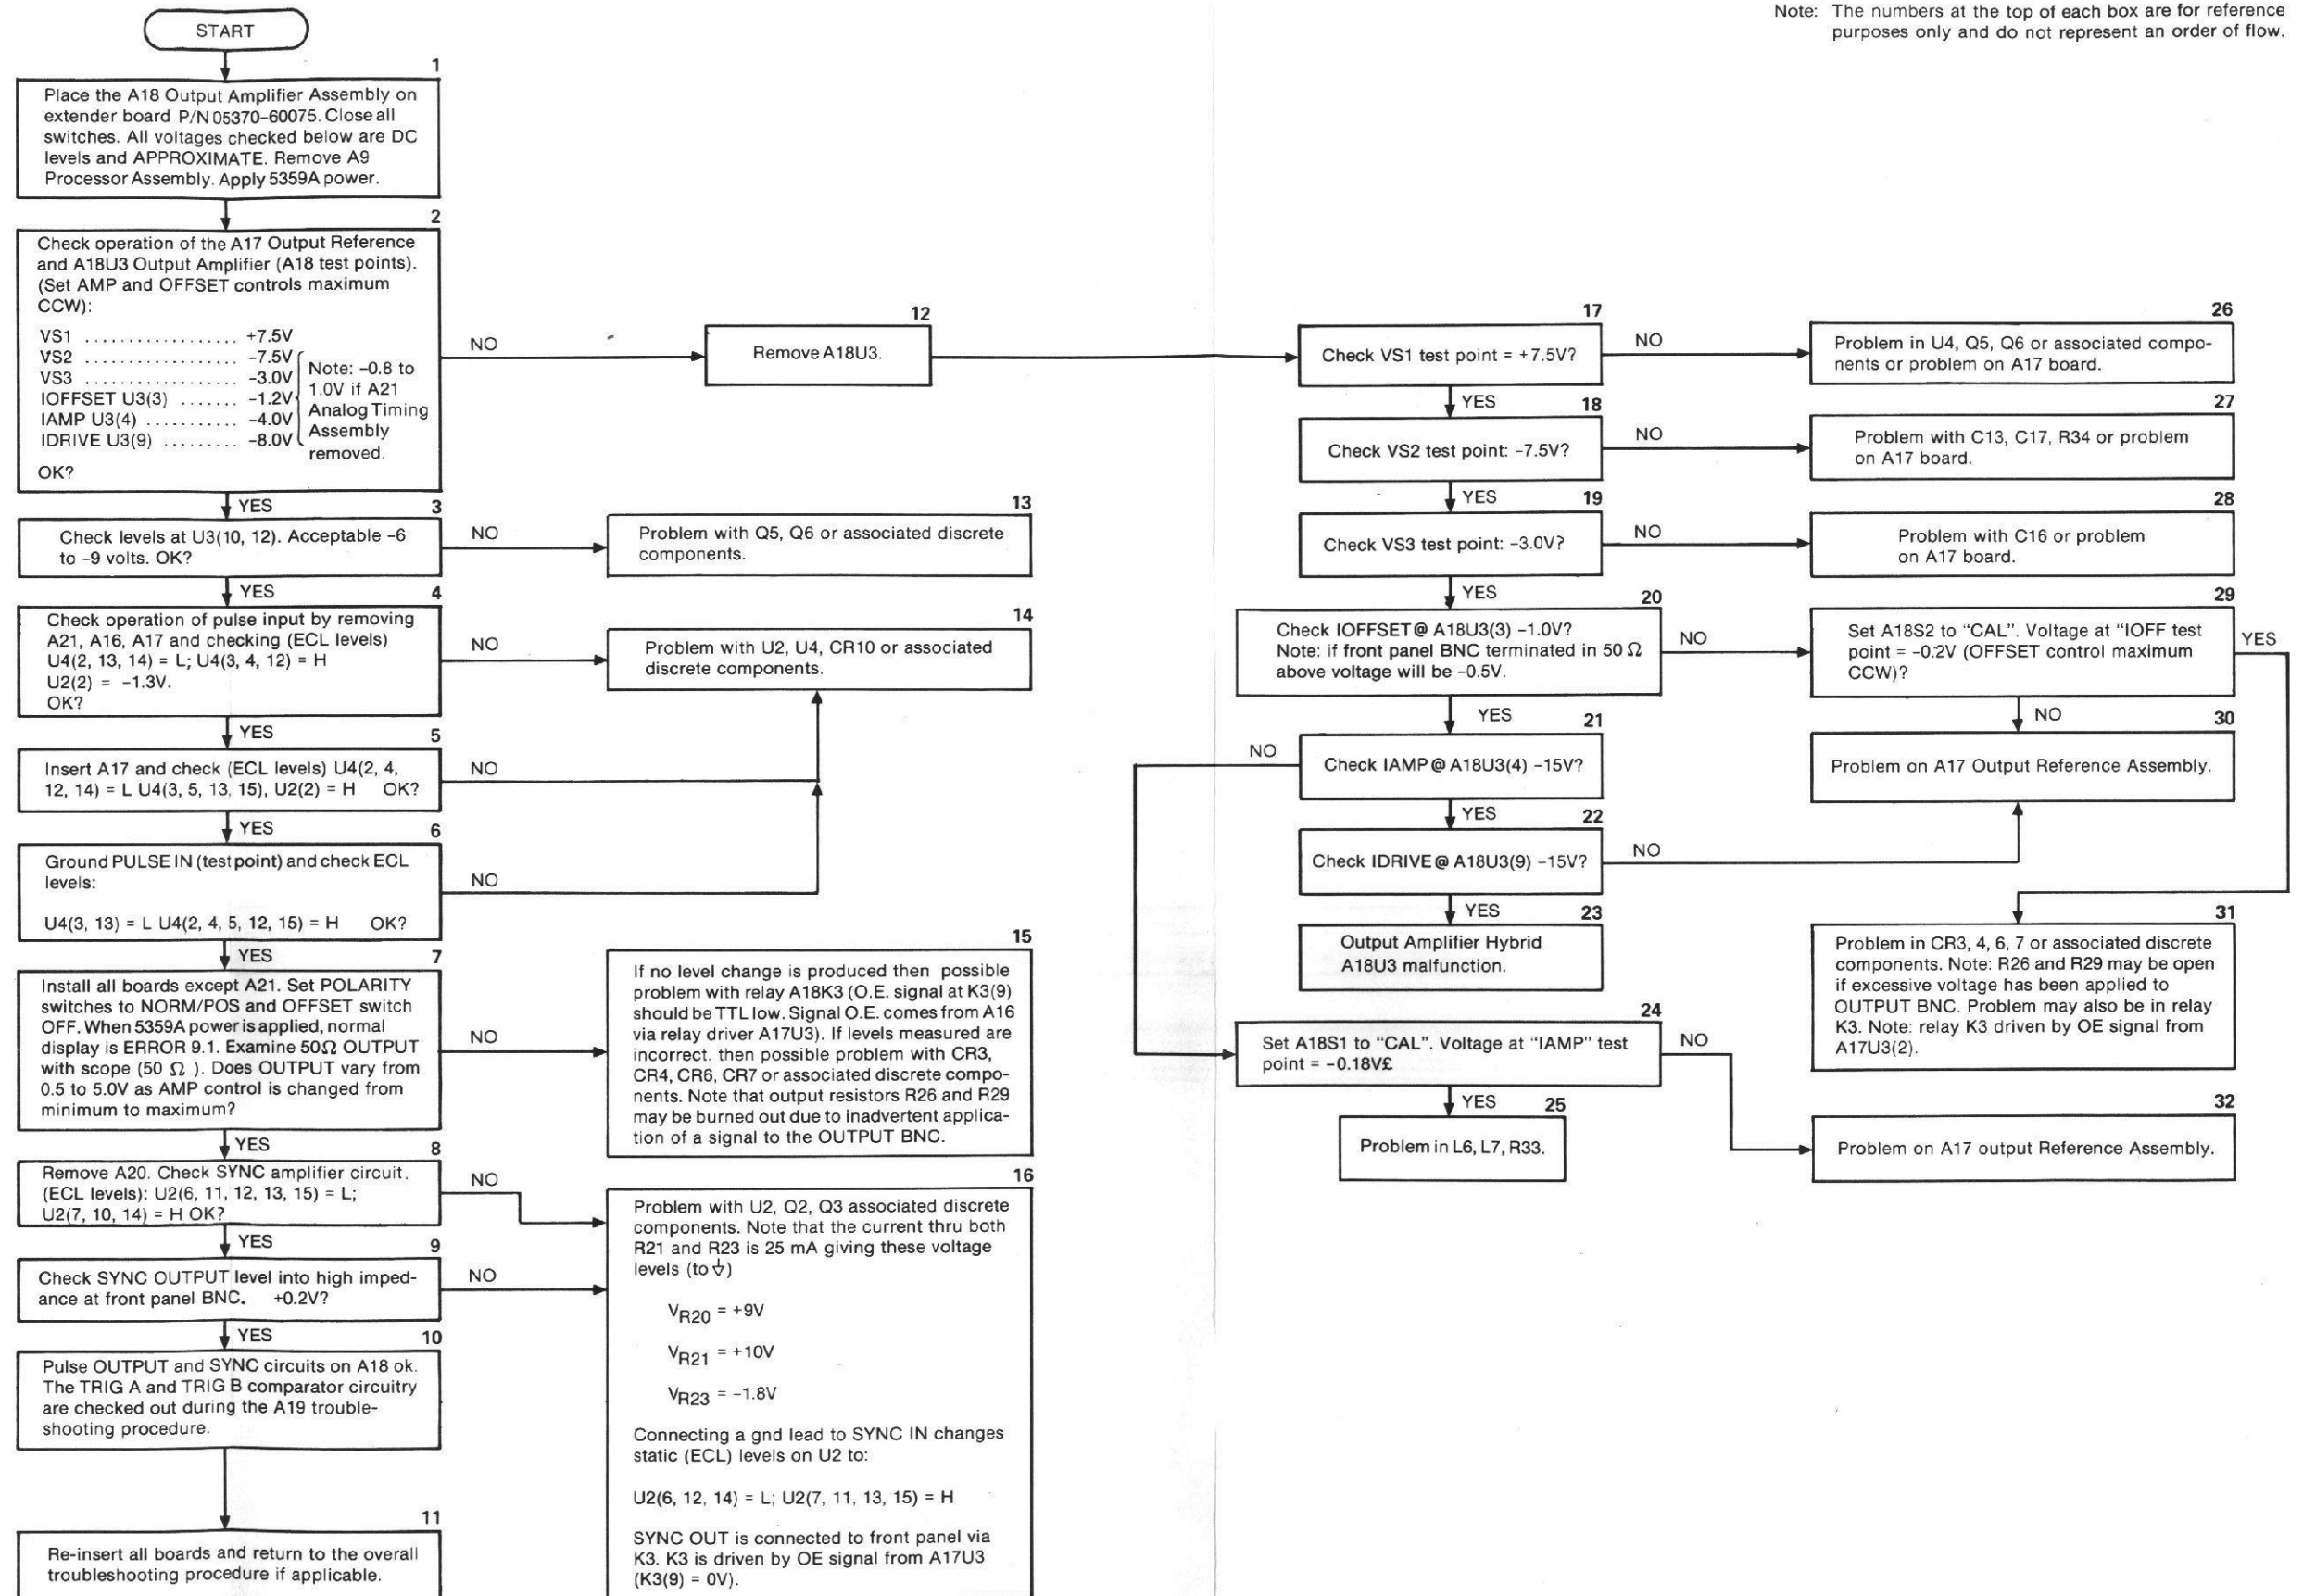 Note: The numbers at the top of each box are for reference
purposes only and do not represent an order of flow.
START
1
Place the A18 Output Amplifier Assembly on
extender board P/N 05370-60075. Close all
switches. All voltages checked below are DC
levels and APPROXIMATE. Remove A9
Processor Assembly. Apply 5359A power.
2
Check operation of the A17 Output Reference
and A18U3 Output Amplifier (A18 test points).
(Set AMP and OFFSET controls maximum
CCW):
VS1 .................. +7.5V
VS2 .................. -7.5V
VS3 .................. -3.0V
IOFFSET U3(3) ....... -1.2V
IAMP U3(4) ........... -4.0V
IDRIVE U3(9) ......... -8.0V
Note: -0.8 to
1.0V if A21
Analog Timing
Assembly
removed.
OK?
NO
YES
3
Check levels at U3(10, 12). Acceptable -6
to -9 volts. OK?
NO
YES
4
Check operation of pulse input by removing
A21, A16, A17 and checking (ECL levels)
U4(2, 13, 14) = L; U4(3, 4, 12) = H
U2(2) = -1.3V.
OK?
NO
YES
5
Insert A17 and check (ECL levels) U4(2, 4,
12, 14) = L U4(3, 5, 13, 15), U2(2) = H OK?
NO
YES
6
Ground PULSE IN (test point) and check ECL
levels:
U4(3, 13) = L U4(2, 4, 5, 12, 15) = H OK?
NO
YES
7
Install all boards except A21. Set POLARITY
switches to NORM/POS and OFFSET switch
OFF. When 5359A power is applied, normal
display is ERROR 9.1. Examine 50Ω OUTPUT
with scope (50 Ω ). Does OUTPUT vary from
0.5 to 5.0V as AMP control is changed from
minimum to maximum?
NO
YES
8
Remove A20. Check SYNC amplifier circuit.
(ECL levels): U2(6, 11, 12, 13, 15) = L;
U2(7, 10, 14) = H OK?
NO
YES
9
Check SYNC OUTPUT level into high imped-
ance at front panel BNC. +0.2V?
NO
YES
10
Pulse OUTPUT and SYNC circuits on A18 ok.
The TRIG A and TRIG B comparator circuitry
are checked out during the A19 trouble-
shooting procedure.
11
Re-insert all boards and return to the overall
troubleshooting procedure if applicable.
12
Remove A18U3.
13
Problem with Q5, Q6 or associated discrete
components.
14
Problem with U2, U4, CR10 or associated
discrete components.
15
If no level change is produced then possible
problem with relay A18K3 (O.E. signal at K3(9)
should be TTL low. Signal O.E. comes from A16
via relay driver A17U3). If levels measured are
incorrect. then possible problem with CR3,
CR4, CR6, CR7 or associated discrete compo-
nents. Note that output resistors R26 and R29
may be burned out due to inadvertent applica-
tion of a signal to the OUTPUT BNC.
16
Problem with U2, Q2, Q3 associated discrete
components. Note that the current thru both
R21 and R23 is 25 mA giving these voltage
levels (to ⏚)
VR20 = +9V
VR21 = +10V
VR23 = -1.8V
Connecting a gnd lead to SYNC IN changes
static (ECL) levels on U2 to:
U2(6, 12, 14) = L; U2(7, 11, 13, 15) = H
SYNC OUT is connected to front panel via
K3. K3 is driven by OE signal from A17U3
(K3(9) = 0V).
17
Check VS1 test point = +7.5V?
NO
YES
18
Check VS2 test point: -7.5V?
NO
YES
19
Check VS3 test point: -3.0V?
NO
YES
20
Check IOFFSET @ A18U3(3) -1.0V?
Note: if front panel BNC terminated in 50 Ω
above voltage will be -0.5V.
NO
YES
21
Check IAMP @ A18U3(4) -15V?
NO
YES
22
Check IDRIVE @ A18U3(9) -15V?
NO
YES
23
Output Amplifier Hybrid
A18U3 malfunction.
24
Set A18S1 to "CAL". Voltage at "IAMP" test
point = -0.18V£
NO
YES
25
Problem in L6, L7, R33.
26
Problem in U4, Q5, Q6 or associated compo-
nents or problem on A17 board.
27
Problem with C13, C17, R34 or problem
on A17 board.
28
Problem with C16 or problem
on A17 board.
29
Set A18S2 to "CAL". Voltage at "IOFF test
point = -0.2V (OFFSET control maximum
CCW)?
YES
NO
30
Problem on A17 Output Reference Assembly.
31
Problem in CR3, 4, 6, 7 or associated discrete
components. Note: R26 and R29 may be open
if excessive voltage has been applied to
OUTPUT BNC. Problem may also be in relay
K3. Note: relay K3 driven by OE signal from
A17U3(2).
32
Problem on A17 output Reference Assembly.